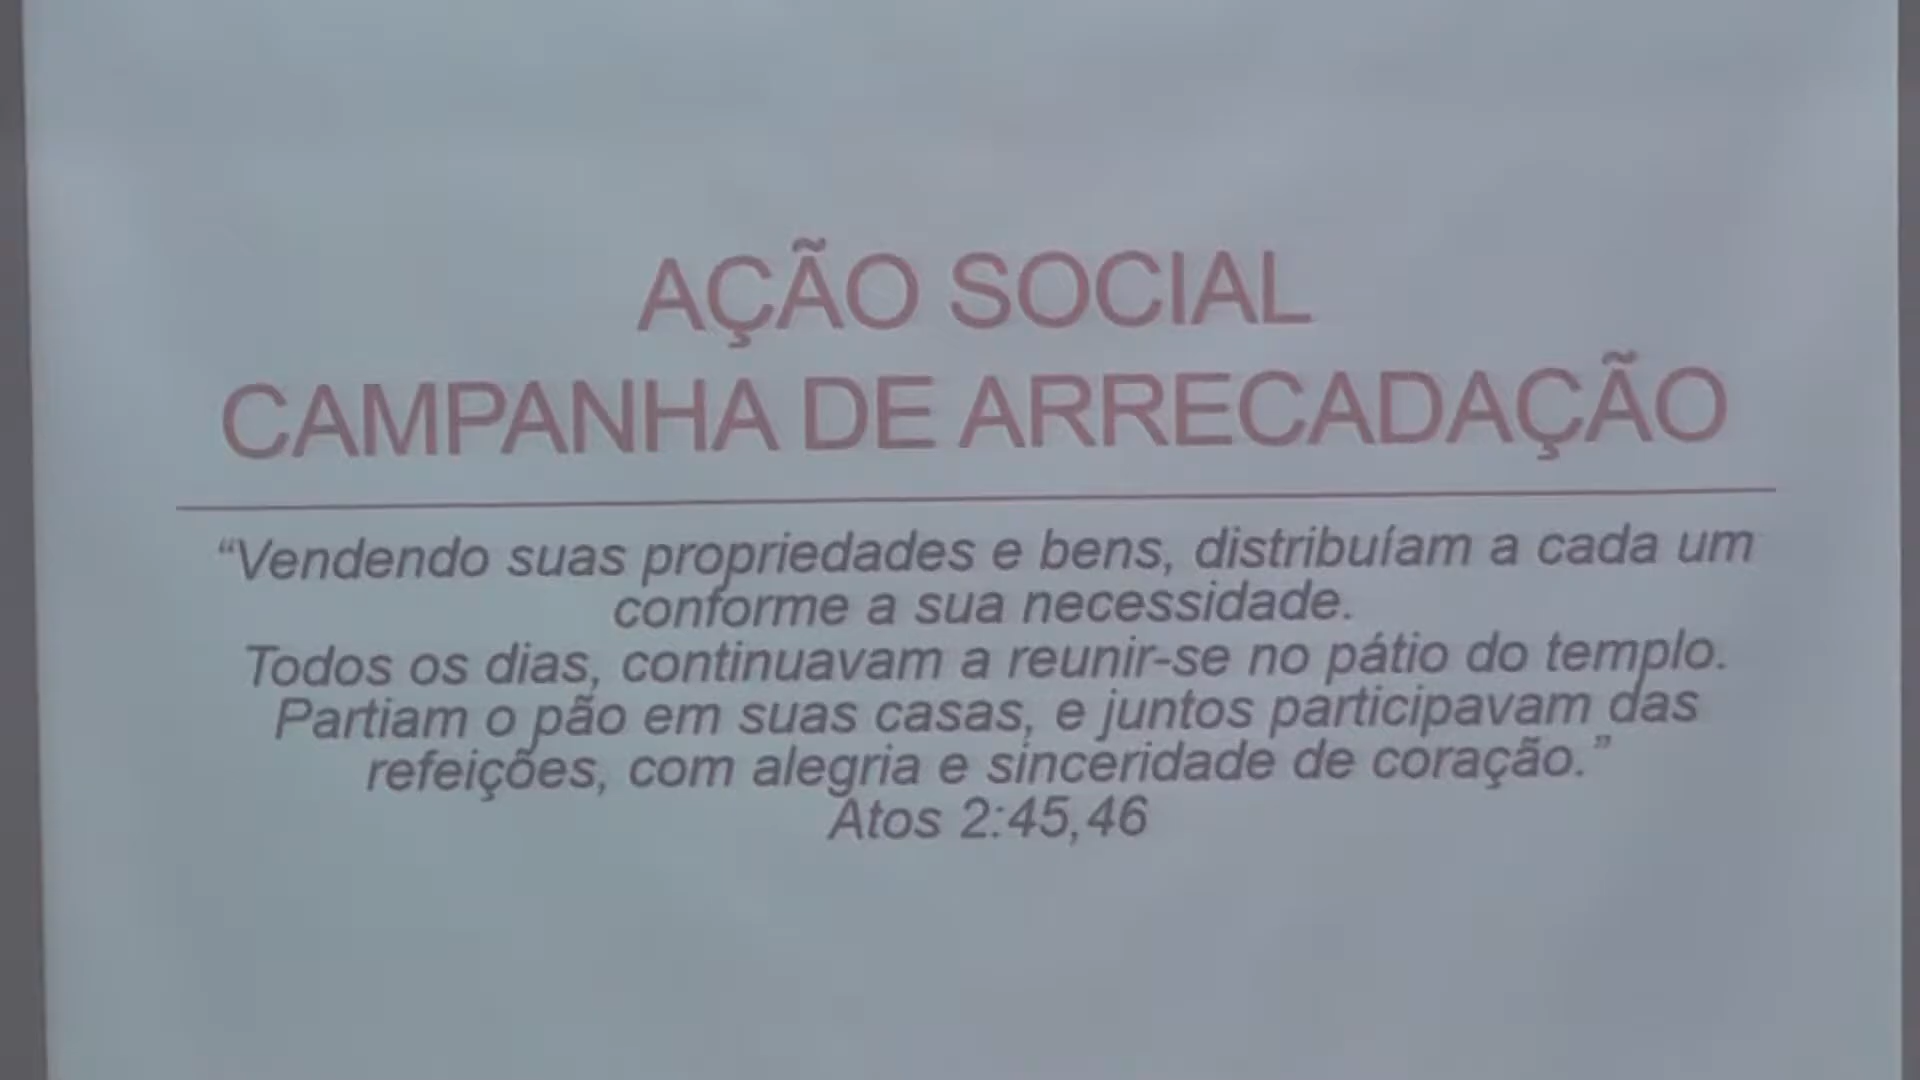 AÇÃO SOCIAL
CAMPANHA DE ARRECADAÇÃO
“Vendendo suas propriedades e bens, distribuíam a cada um
conforme a sua necessidade.
Todos os dias, continuavam a reunir-se no pátio do templo.
Partiam o pão em suas casas, e juntos participavam das
refeições, com alegria e sinceridade de coração.”
Atos 2:45,46